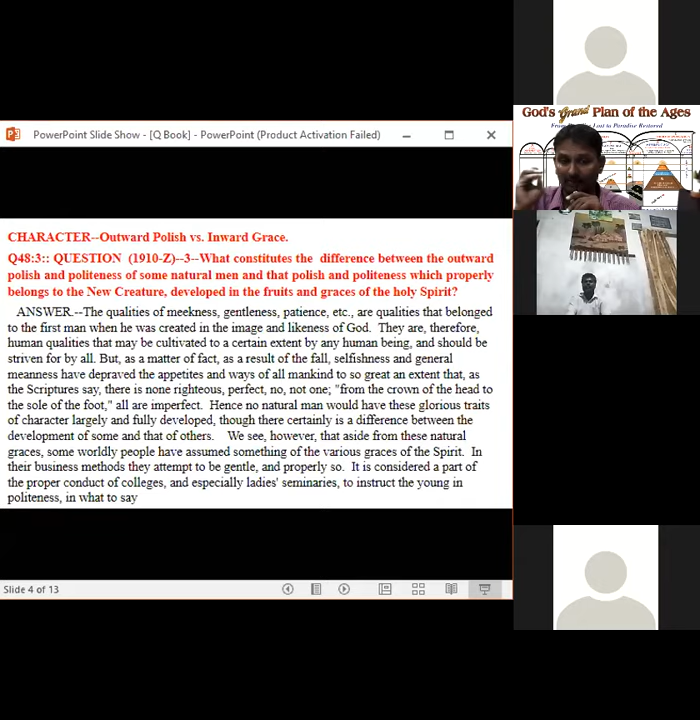 PowerPoint Slide Show - [Q Book] - PowerPoint (Product Activation Failed)
God's Grand Plan of the Ages
CHARACTER--Outward Polish vs. Inward Grace.
Q48:3:: QUESTION (1910-Z)--3--What constitutes the difference between the outward
polish and politeness of some natural men and that polish and politeness which properly
belongs to the New Creature, developed in the fruits and graces of the holy Spirit?
ANSWER.--The qualities of meekness, gentleness, patience, etc., are qualities that belonged
to the first man when he was created in the image and likeness of God. They are, therefore,
human qualities that may be cultivated to a certain extent by any human being, and should be
striven for by all. But, as a matter of fact, as a result of the fall, selfishness and general
meanness have depraved the appetites and ways of all mankind to so great an extent that, as
the Scriptures say, there is none righteous, perfect, no, not one; "from the crown of the head to
the sole of the foot," all are imperfect. Hence no natural man would have these glorious traits
of character largely and fully developed, though there certainly is a difference between the
development of some and that of others. We see, however, that aside from these natural
graces, some worldly people have assumed something of the various graces of the Spirit. In
their business methods they attempt to be gentle, and properly so. It is considered a part of
the proper conduct of colleges, and especially ladies' seminaries, to instruct the young in
politeness, in what to say
Slide 4 of 13